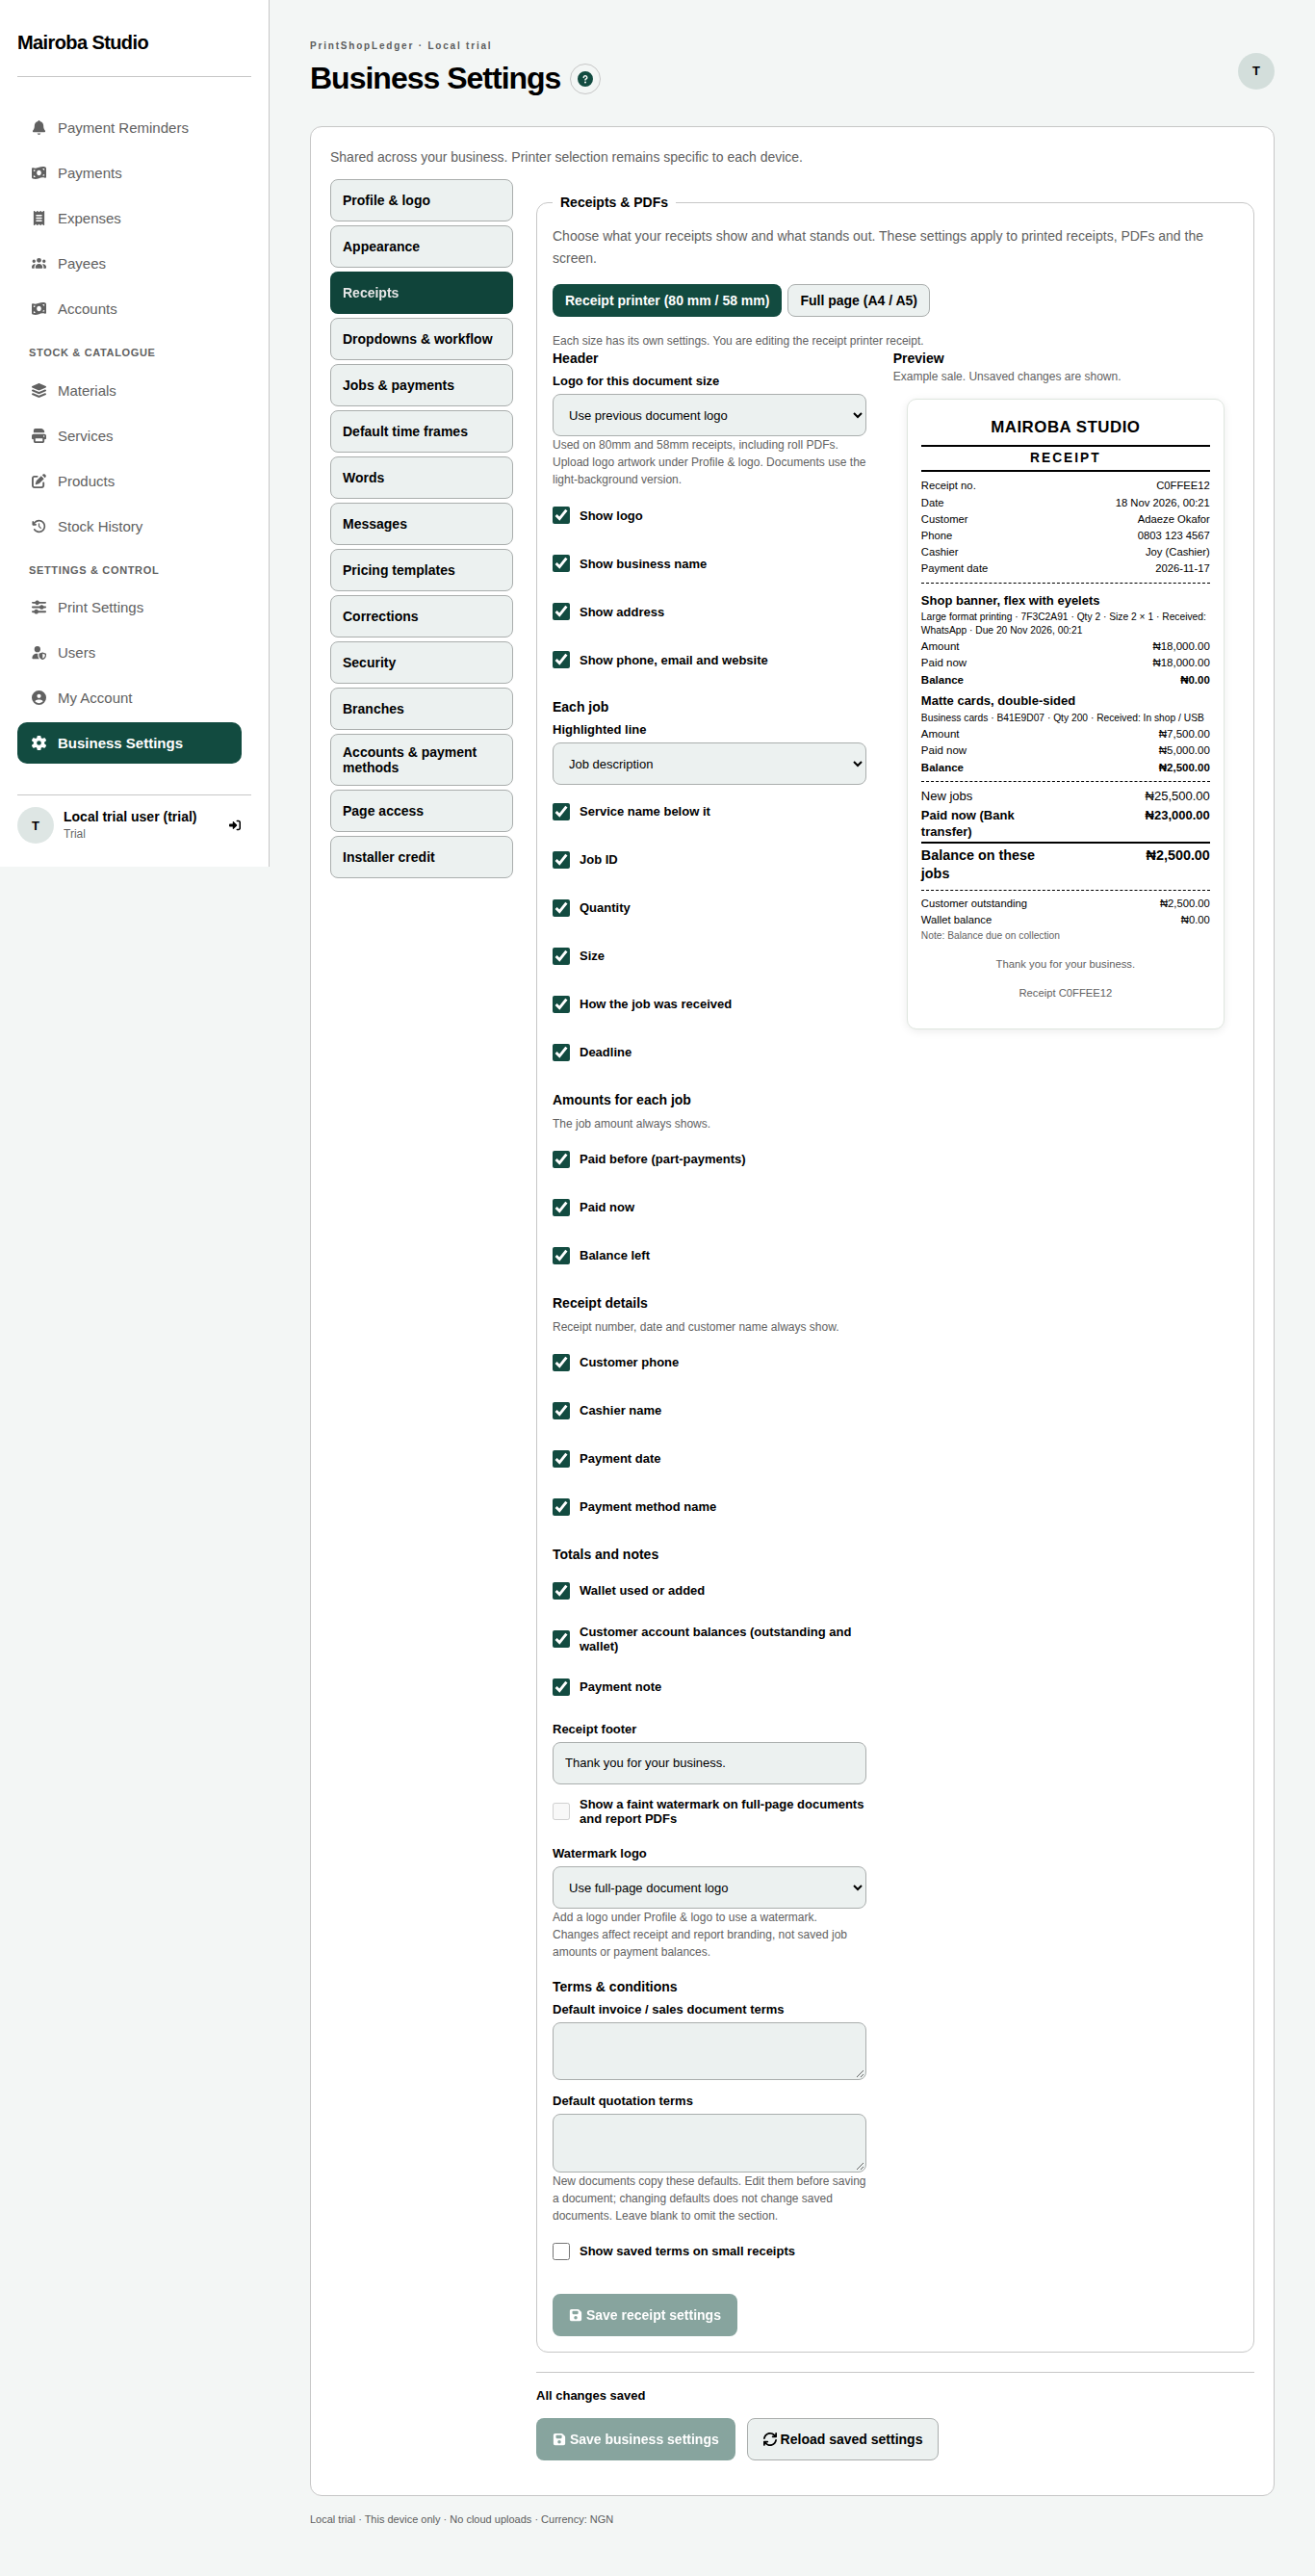 Mairoba Studio
Payment Reminders
Payments
Expenses
Payees
Accounts
STOCK & CATALOGUE
Materials
Services
Products
Stock History
SETTINGS & CONTROL
Print Settings
Users
My Account
Business Settings
T
Local trial user (trial)
Trial
PrintShopLedger · Local trial
Business Settings ?
T
Shared across your business. Printer selection remains specific to each device.
Profile & logo
Appearance
Receipts
Dropdowns & workflow
Jobs & payments
Default time frames
Words
Messages
Pricing templates
Corrections
Security
Branches
Accounts & payment
methods
Page access
Installer credit
Receipts & PDFs
Choose what your receipts show and what stands out. These settings apply to printed receipts, PDFs and the
screen.
Receipt printer (80 mm / 58 mm) Full page (A4 / A5)
Each size has its own settings. You are editing the receipt printer receipt.
Header
Logo for this document size
Use previous document logo
Used on 80mm and 58mm receipts, including roll PDFs.
Upload logo artwork under Profile & logo. Documents use the
light-background version.
Show logo
Show business name
Show address
Show phone, email and website
Each job
Highlighted line
Job description
Service name below it
Job ID
Quantity
Size
How the job was received
Deadline
Amounts for each job
The job amount always shows.
Paid before (part-payments)
Paid now
Balance left
Receipt details
Receipt number, date and customer name always show.
Customer phone
Cashier name
Payment date
Payment method name
Totals and notes
Wallet used or added
Customer account balances (outstanding and
wallet)
Payment note
Receipt footer
Thank you for your business.
Show a faint watermark on full-page documents
and report PDFs
Watermark logo
Use full-page document logo
Add a logo under Profile & logo to use a watermark.
Changes affect receipt and report branding, not saved job
amounts or payment balances.
Terms & conditions
Default invoice / sales document terms
Default quotation terms
New documents copy these defaults. Edit them before saving
a document; changing defaults does not change saved
documents. Leave blank to omit the section.
Show saved terms on small receipts
Save receipt settings
Preview
Example sale. Unsaved changes are shown.
MAIROBA STUDIO
RECEIPT
Receipt no. C0FFEE12
Date 18 Nov 2026, 00:21
Customer Adaeze Okafor
Phone 0803 123 4567
Cashier Joy (Cashier)
Payment date 2026-11-17
Shop banner, flex with eyelets
Large format printing · 7F3C2A91 · Qty 2 · Size 2 × 1 · Received:
WhatsApp · Due 20 Nov 2026, 00:21
Amount ₦18,000.00
Paid now ₦18,000.00
Balance ₦0.00
Matte cards, double-sided
Business cards · B41E9D07 · Qty 200 · Received: In shop / USB
Amount ₦7,500.00
Paid now ₦5,000.00
Balance ₦2,500.00
New jobs ₦25,500.00
Paid now (Bank ₦23,000.00
transfer)
Balance on these ₦2,500.00
jobs
Customer outstanding ₦2,500.00
Wallet balance ₦0.00
Note: Balance due on collection
Thank you for your business.
Receipt C0FFEE12
All changes saved
Save business settings Reload saved settings
Local trial · This device only · No cloud uploads · Currency: NGN